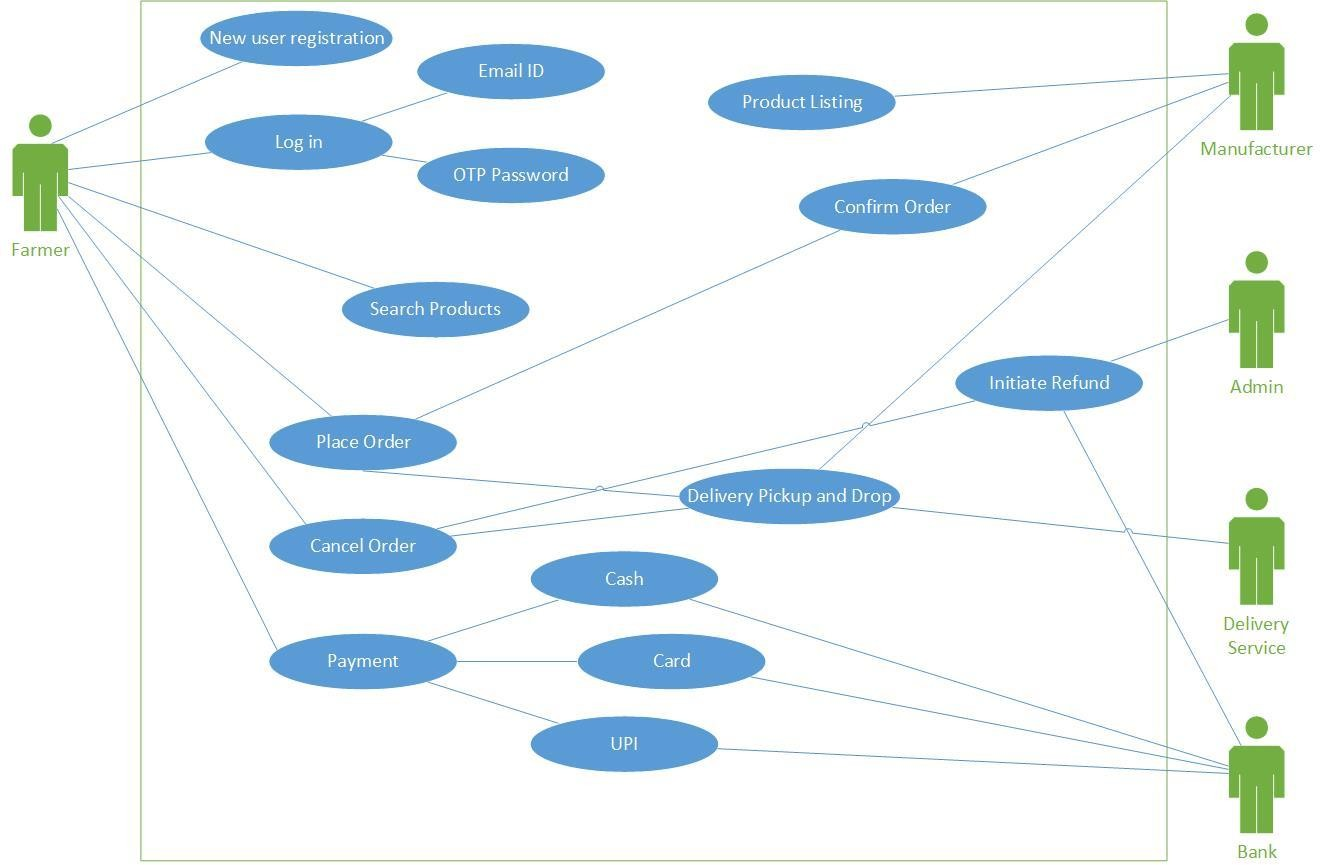 New user registration
Email ID
Product Listing
Log in
Manufacturer
OTP Password
Confirm Order
Farmer
Search Products
Initiate Refund
Admin
Place Order
Delivery Pickup and Drop
Cancel Order
Cash
Delivery
Service
Payment
Card
UPI
Bank